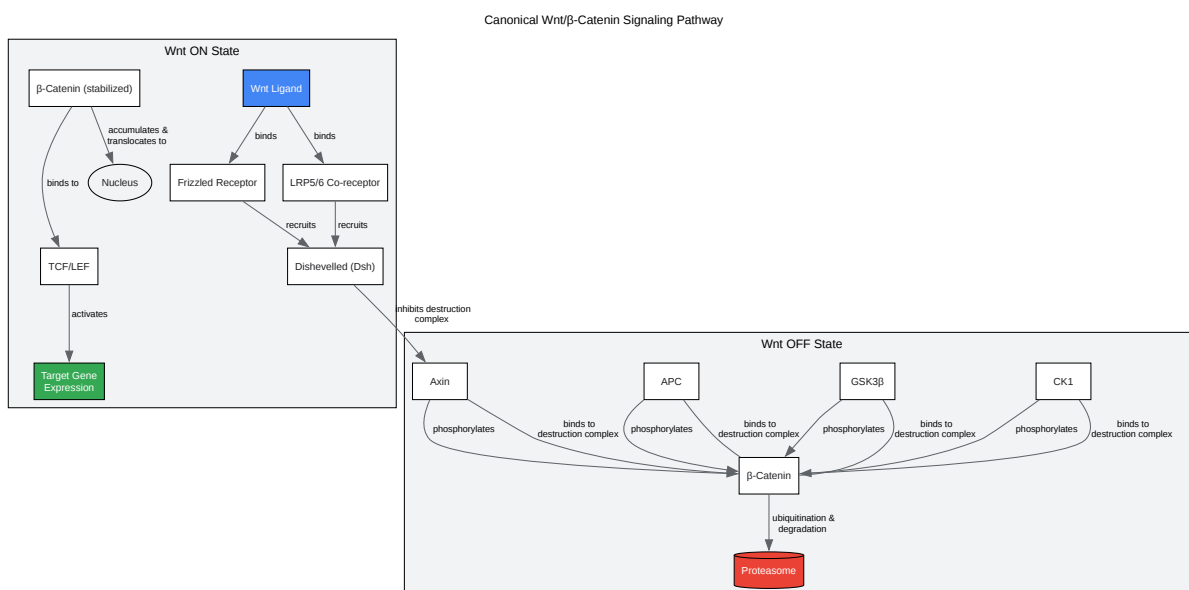 Canonical Wnt/β-Catenin Signaling Pathway
Wnt ON State
β-Catenin (stabilized)
Wnt Ligand
accumulates &
translocates to
binds
binds
binds to
Nucleus
Frizzled Receptor
LRP5/6 Co-receptor
recruits
recruits
TCF/LEF
Dishevelled (Dsh)
activates
inhibits destruction
complex
Target Gene
Expression
Wnt OFF State
Axin
APC
GSK3β
CK1
phosphorylates
binds to
destruction complex
phosphorylates
binds to
destruction complex
phosphorylates
binds to
destruction complex
phosphorylates
binds to
destruction complex
β-Catenin
ubiquitination &
degradation
Proteasome